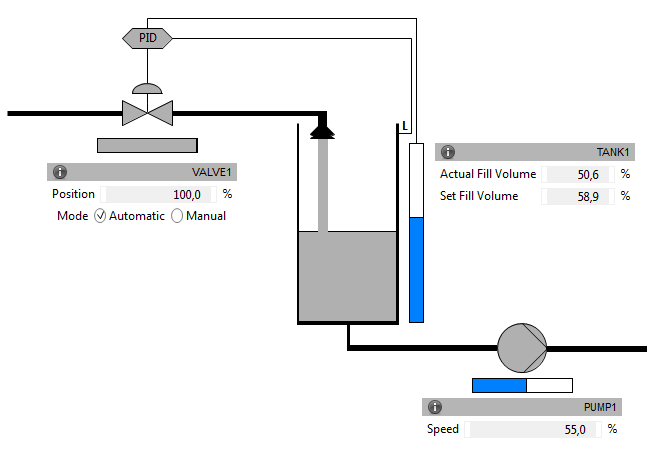 PID
L
TANK1
Actual Fill Volume 50,6 %
Set Fill Volume 58,9 %
VALVE1
Position 100,0 %
Mode Automatic Manual
PUMP1
Speed 55,0 %